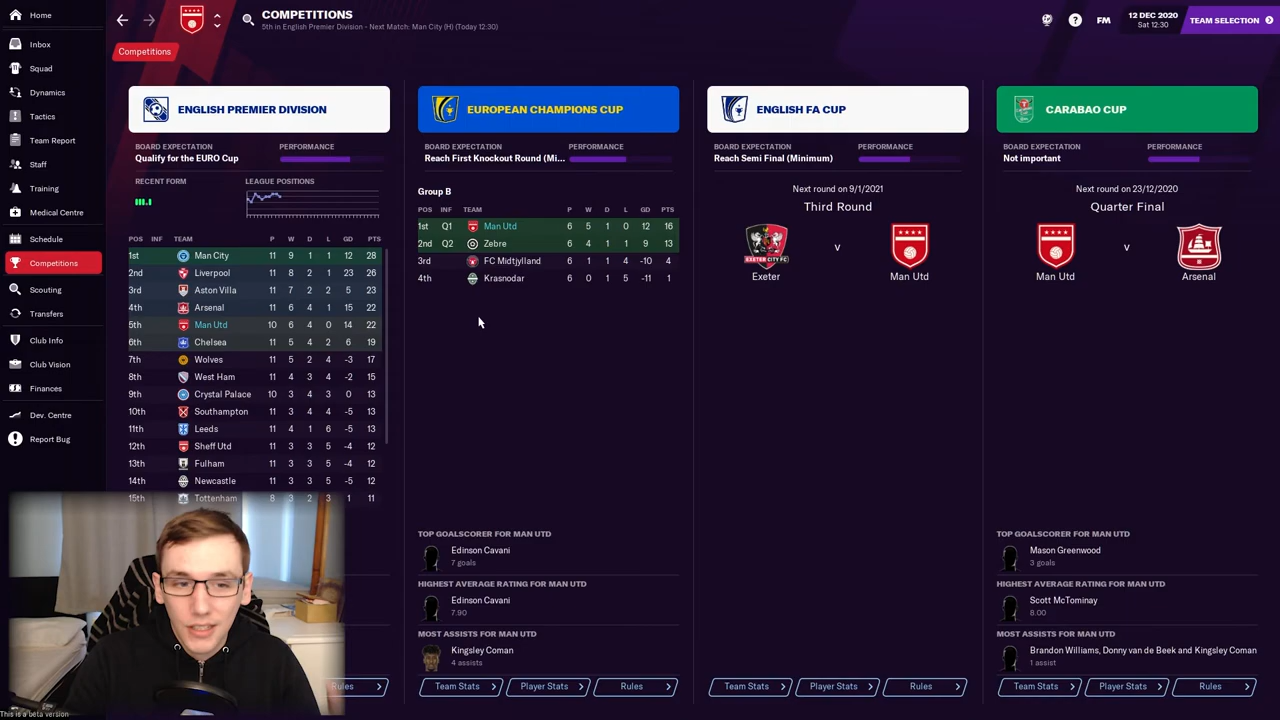 Home
COMPETITIONS
5th in English Premier Division - Next Match: Man City (H) (Today 12:30)
FM
12 DEC 2020
Sat 12:30
TEAM SELECTION
Inbox
Squad
Dynamics
Tactics
Team Report
Staff
Training
Medical Centre
Schedule
Competitions
Scouting
Transfers
Club Info
Club Vision
Finances
Dev. Centre
Report Bug
This is a beta version
Competitions
ENGLISH PREMIER DIVISION
BOARD EXPECTATION PERFORMANCE
Qualify for the EURO Cup
RECENT FORM LEAGUE POSITIONS
POS INF TEAM P W D L GD PTS
1st Man City 11 9 1 1 12 28
2nd Liverpool 11 8 2 1 23 26
3rd Aston Villa 11 7 2 2 5 23
4th Arsenal 11 6 4 1 15 22
5th Man Utd 10 6 4 0 14 22
6th Chelsea 11 5 4 2 6 19
7th Wolves 11 5 2 4 -3 17
8th West Ham 11 4 3 4 -2 15
9th Crystal Palace 10 3 4 3 0 13
10th Southampton 11 3 4 4 -5 13
11th Leeds 11 4 1 6 -5 13
12th Sheff Utd 11 3 3 5 -4 12
13th Fulham 11 3 3 5 -4 12
14th Newcastle 11 3 3 5 -5 12
15th Tottenham 8 3 2 3 1 11
Rules
EUROPEAN CHAMPIONS CUP
BOARD EXPECTATION PERFORMANCE
Reach First Knockout Round (Mi...
Group B
POS INF TEAM P W D L GD PTS
1st Q1 Man Utd 6 5 1 0 12 16
2nd Q2 Zebre 6 4 1 1 9 13
3rd FC Midtjylland 6 1 1 4 -10 4
4th Krasnodar 6 0 1 5 -11 1
TOP GOALSCORER FOR MAN UTD
Edinson Cavani
7 goals
HIGHEST AVERAGE RATING FOR MAN UTD
Edinson Cavani
7.90
MOST ASSISTS FOR MAN UTD
Kingsley Coman
4 assists
Team Stats Player Stats Rules
ENGLISH FA CUP
BOARD EXPECTATION PERFORMANCE
Reach Semi Final (Minimum)
Next round on 9/1/2021
Third Round
EXETER CITY FC
v
Exeter Man Utd
Team Stats Player Stats Rules
CARABAO CUP
BOARD EXPECTATION PERFORMANCE
Not important
Next round on 23/12/2020
Quarter Final
v
Man Utd Arsenal
TOP GOALSCORER FOR MAN UTD
Mason Greenwood
3 goals
HIGHEST AVERAGE RATING FOR MAN UTD
Scott McTominay
8.00
MOST ASSISTS FOR MAN UTD
Brandon Williams, Donny van de Beek and Kingsley Coman
1 assist
Team Stats Player Stats Rules